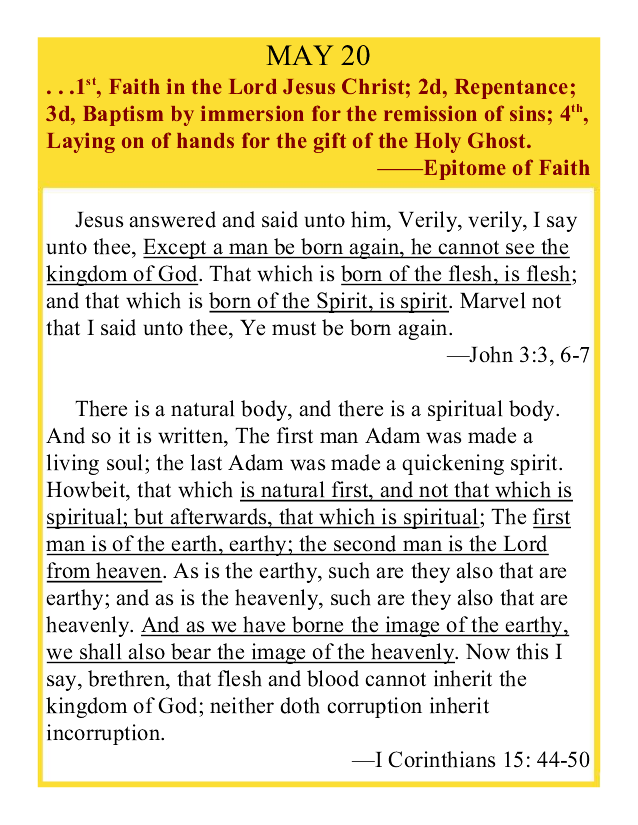 MAY 20
. . .1st, Faith in the Lord Jesus Christ; 2d, Repentance;
3d, Baptism by immersion for the remission of sins; 4th,
Laying on of hands for the gift of the Holy Ghost.
——Epitome of Faith
Jesus answered and said unto him, Verily, verily, I say
unto thee, Except a man be born again, he cannot see the
kingdom of God. That which is born of the flesh, is flesh;
and that which is born of the Spirit, is spirit. Marvel not
that I said unto thee, Ye must be born again.
—John 3:3, 6-7
There is a natural body, and there is a spiritual body.
And so it is written, The first man Adam was made a
living soul; the last Adam was made a quickening spirit.
Howbeit, that which is natural first, and not that which is
spiritual; but afterwards, that which is spiritual; The first
man is of the earth, earthy; the second man is the Lord
from heaven. As is the earthy, such are they also that are
earthy; and as is the heavenly, such are they also that are
heavenly. And as we have borne the image of the earthy,
we shall also bear the image of the heavenly. Now this I
say, brethren, that flesh and blood cannot inherit the
kingdom of God; neither doth corruption inherit
incorruption.
—I Corinthians 15: 44-50